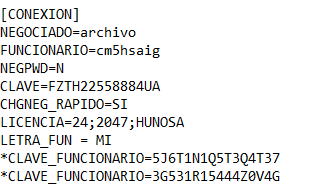 [CONEXION]
NEGOCIADO=archivo
FUNCIONARIO=cm5hsaig
NEGPWD=N
CLAVE=FZTH22558884UA
CHGNEG_RAPIDO=SI
LICENCIA=24;2047;HUNOSA
LETRA_FUN = MI
*CLAVE_FUNCIONARIO=5J6T1N1Q5T3Q4T37
*CLAVE_FUNCIONARIO=3G531R15444Z0V4G